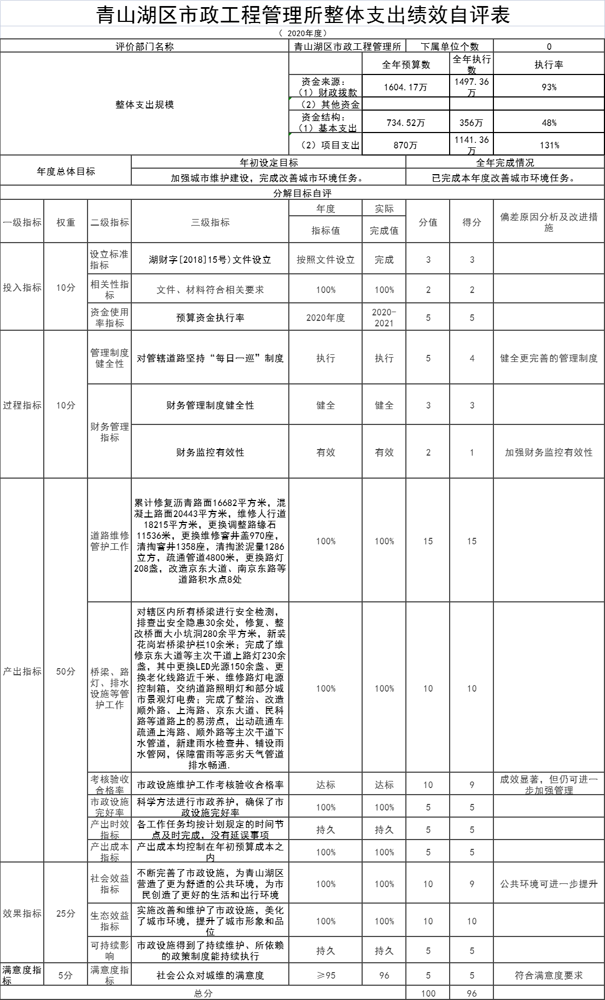 青山湖区市政工程管理所整体支出绩效自评表
（ 2020年度）
评价部门名称 青山湖区市政工程管理所 下属单位个数 0
整体支出规模
全年预算数 全年执行数 执行率
资金来源：
（1）财政拨款 1604.17万 1497.36万 93%
（2）其他资金
资金结构：
（1）基本支出 734.52万 356万 48%
（2）项目支出 870万 1141.36万 131%
年度总体目标
年初设定目标 全年完成情况
加强城市维护建设，完成改善城市环境任务。 已完成本年度改善城市环境任务。
分解目标自评
一级指标 权重 二级指标 三级指标 年度指标值 实际完成值 分值 得分 偏差原因分析及改进措施
投入指标 10分
设立标准指标 湖财字[2018]15号)文件设立 按照文件设立 完成 3 3
相关性指标 文件、材料符合相关要求 100% 100% 2 2
资金使用率指标 预算资金执行率 2020年度 2020-2021 5 5
过程指标 10分
管理制度健全性 对管辖道路坚持“每日一巡”制度 执行 执行 5 4 健全更完善的管理制度
财务管理指标
财务管理制度健全性 健全 健全 3 3
财务监控有效性 有效 有效 2 1 加强财务监控有效性
产出指标 50分
道路维修管护工作
累计修复沥青路面16682平方米，混
凝土路面20443平方米，维修人行道
18215平方米，更换调整路缘石
11536米，更换维修窨井盖970座，
清掏窨井1358座，清掏淤泥量1286
立方，疏通管道4800米，更换路灯
208盏，改造京东大道、南京东路等
道路积水点8处
100% 100% 15 15
桥梁、路灯、排水设施等管护工作
对辖区内所有桥梁进行安全检测，
排查出安全隐患30余处，修复、整
改桥面大小坑洞280余平方米，新装
花岗岩桥梁护栏10余米；完成了维
修京东大道等主次干道上路灯230余
盏，其中更换LED光源150余盏、更
换老化线路近千米、维修路灯电源
控制箱，交纳道路照明灯和部分城
市景观灯电费；完成了整治、改造
顺外路、上海路、京东大道、民科
路等道路上的易涝点，出动疏通车
疏通上海路、顺外路等主次干道下
水管道，新建雨水检查井、铺设雨
水管网，保障雷雨等恶劣天气管道
排水畅通.
100% 100% 10 10
考核验收合格率 市政设施维护工作考核验收合格率 达标 达标 10 9 成效显著，但仍可进一步加强管理
市政设施完好率 科学方法进行市政养护，确保了市政设施完好率 100% 100% 5 5
产出时效指标 各工作任务均按计划规定的时间节点及时完成，没有延误事项 持久 持久 5 5
产出成本指标 产出成本均控制在年初预算成本之内 100% 100% 5 5
效果指标 25分
社会效益指标 不断完善了市政设施，为青山湖区营造了更为舒适的公共环境，为市民创造了更好的生活和出行环境 100% 100% 10 9 公共环境可进一步提升
生态效益指标 实施改善和维护了市政设施，美化了城市环境，提升了城市形象和品位 100% 100% 10 10
可持续影响 市政设施得到了持续维护、所依赖的政策制度能持续执行 持久 持久 5 5
满意度指标 5分 满意度指标 社会公众对城维的满意度 ≥95 96 5 5 符合满意度要求
总分 100 96